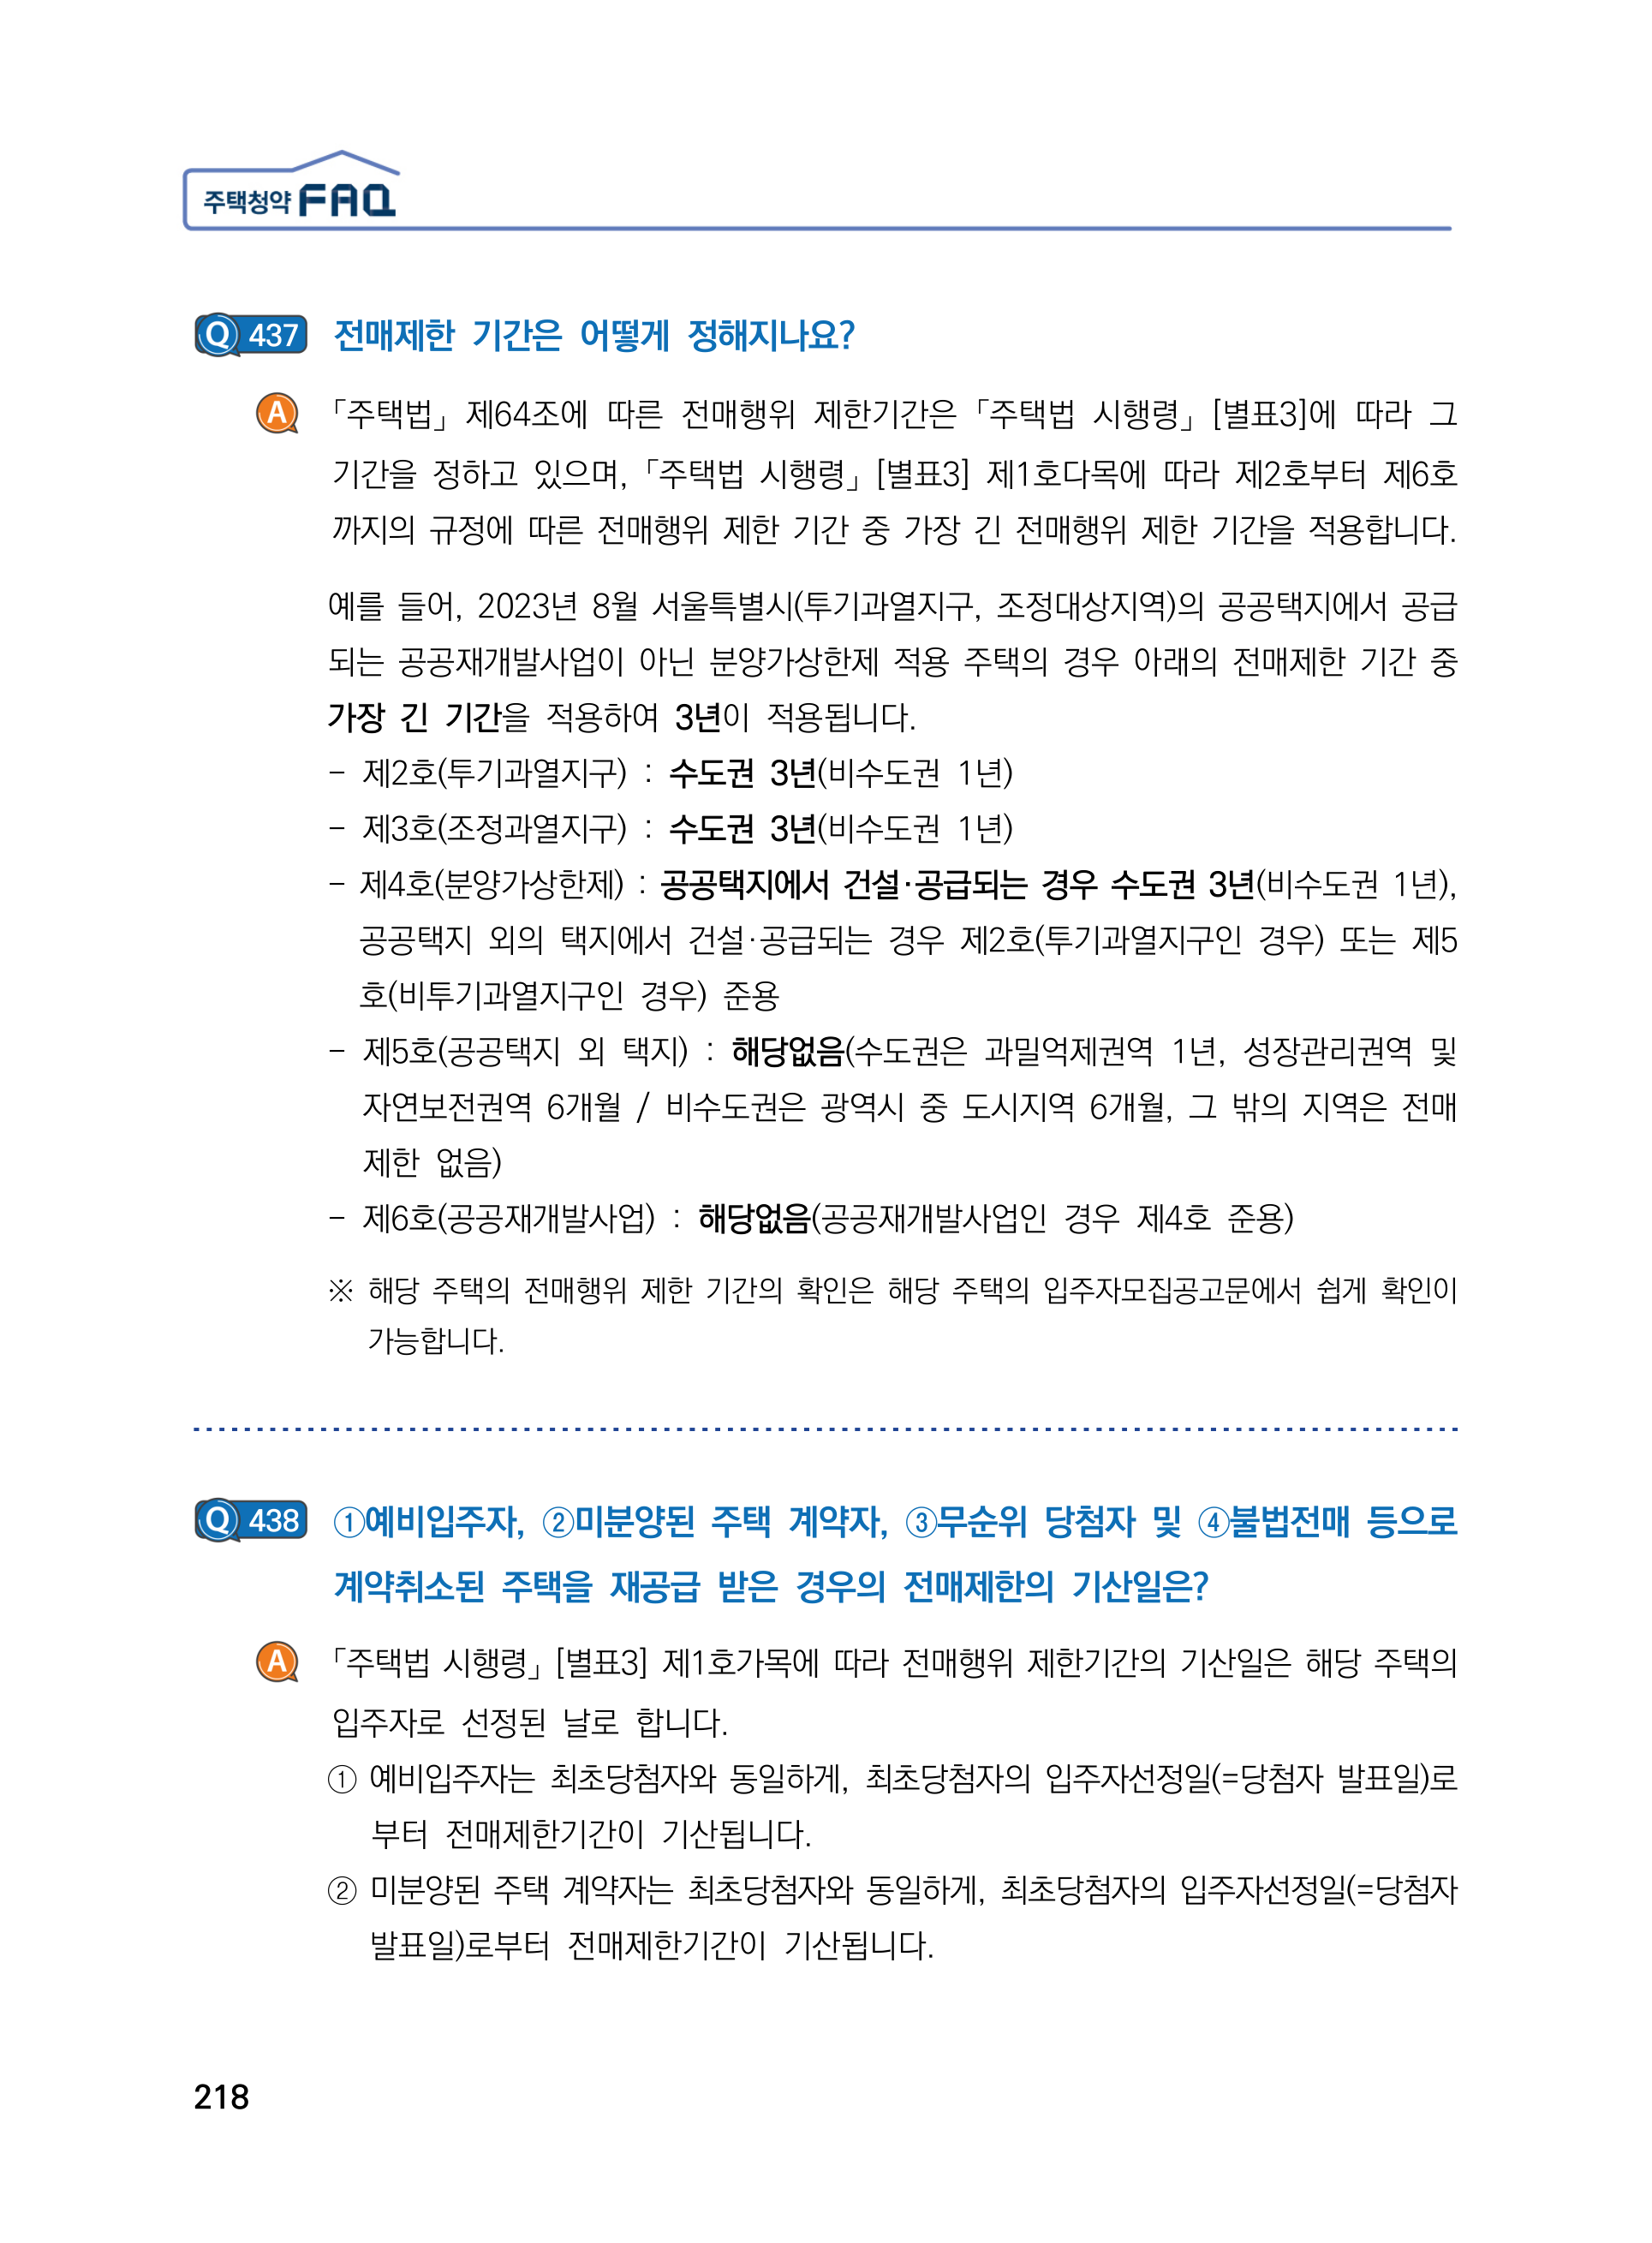 주택청약 FAQ
Q 437 전매제한 기간은 어떻게 정해지나요?
A 「주택법」 제64조에 따른 전매행위 제한기간은 「주택법 시행령」 [별표3]에 따라 그
기간을 정하고 있으며, 「주택법 시행령」 [별표3] 제1호다목에 따라 제2호부터 제6호
까지의 규정에 따른 전매행위 제한 기간 중 가장 긴 전매행위 제한 기간을 적용합니다.
예를 들어, 2023년 8월 서울특별시(투기과열지구, 조정대상지역)의 공공택지에서 공급
되는 공공재개발사업이 아닌 분양가상한제 적용 주택의 경우 아래의 전매제한 기간 중
가장 긴 기간을 적용하여 3년이 적용됩니다.
- 제2호(투기과열지구) : 수도권 3년(비수도권 1년)
- 제3호(조정과열지구) : 수도권 3년(비수도권 1년)
- 제4호(분양가상한제) : 공공택지에서 건설·공급되는 경우 수도권 3년(비수도권 1년),
공공택지 외의 택지에서 건설·공급되는 경우 제2호(투기과열지구인 경우) 또는 제5
호(비투기과열지구인 경우) 준용
- 제5호(공공택지 외 택지) : 해당없음(수도권은 과밀억제권역 1년, 성장관리권역 및
자연보전권역 6개월 / 비수도권은 광역시 중 도시지역 6개월, 그 밖의 지역은 전매
제한 없음)
- 제6호(공공재개발사업) : 해당없음(공공재개발사업인 경우 제4호 준용)
※ 해당 주택의 전매행위 제한 기간의 확인은 해당 주택의 입주자모집공고문에서 쉽게 확인이
가능합니다.
Q 438 ①예비입주자, ②미분양된 주택 계약자, ③무순위 당첨자 및 ④불법전매 등으로
계약취소된 주택을 재공급 받은 경우의 전매제한의 기산일은?
A 「주택법 시행령」 [별표3] 제1호가목에 따라 전매행위 제한기간의 기산일은 해당 주택의
입주자로 선정된 날로 합니다.
① 예비입주자는 최초당첨자와 동일하게, 최초당첨자의 입주자선정일(=당첨자 발표일)로
부터 전매제한기간이 기산됩니다.
② 미분양된 주택 계약자는 최초당첨자와 동일하게, 최초당첨자의 입주자선정일(=당첨자
발표일)로부터 전매제한기간이 기산됩니다.
218